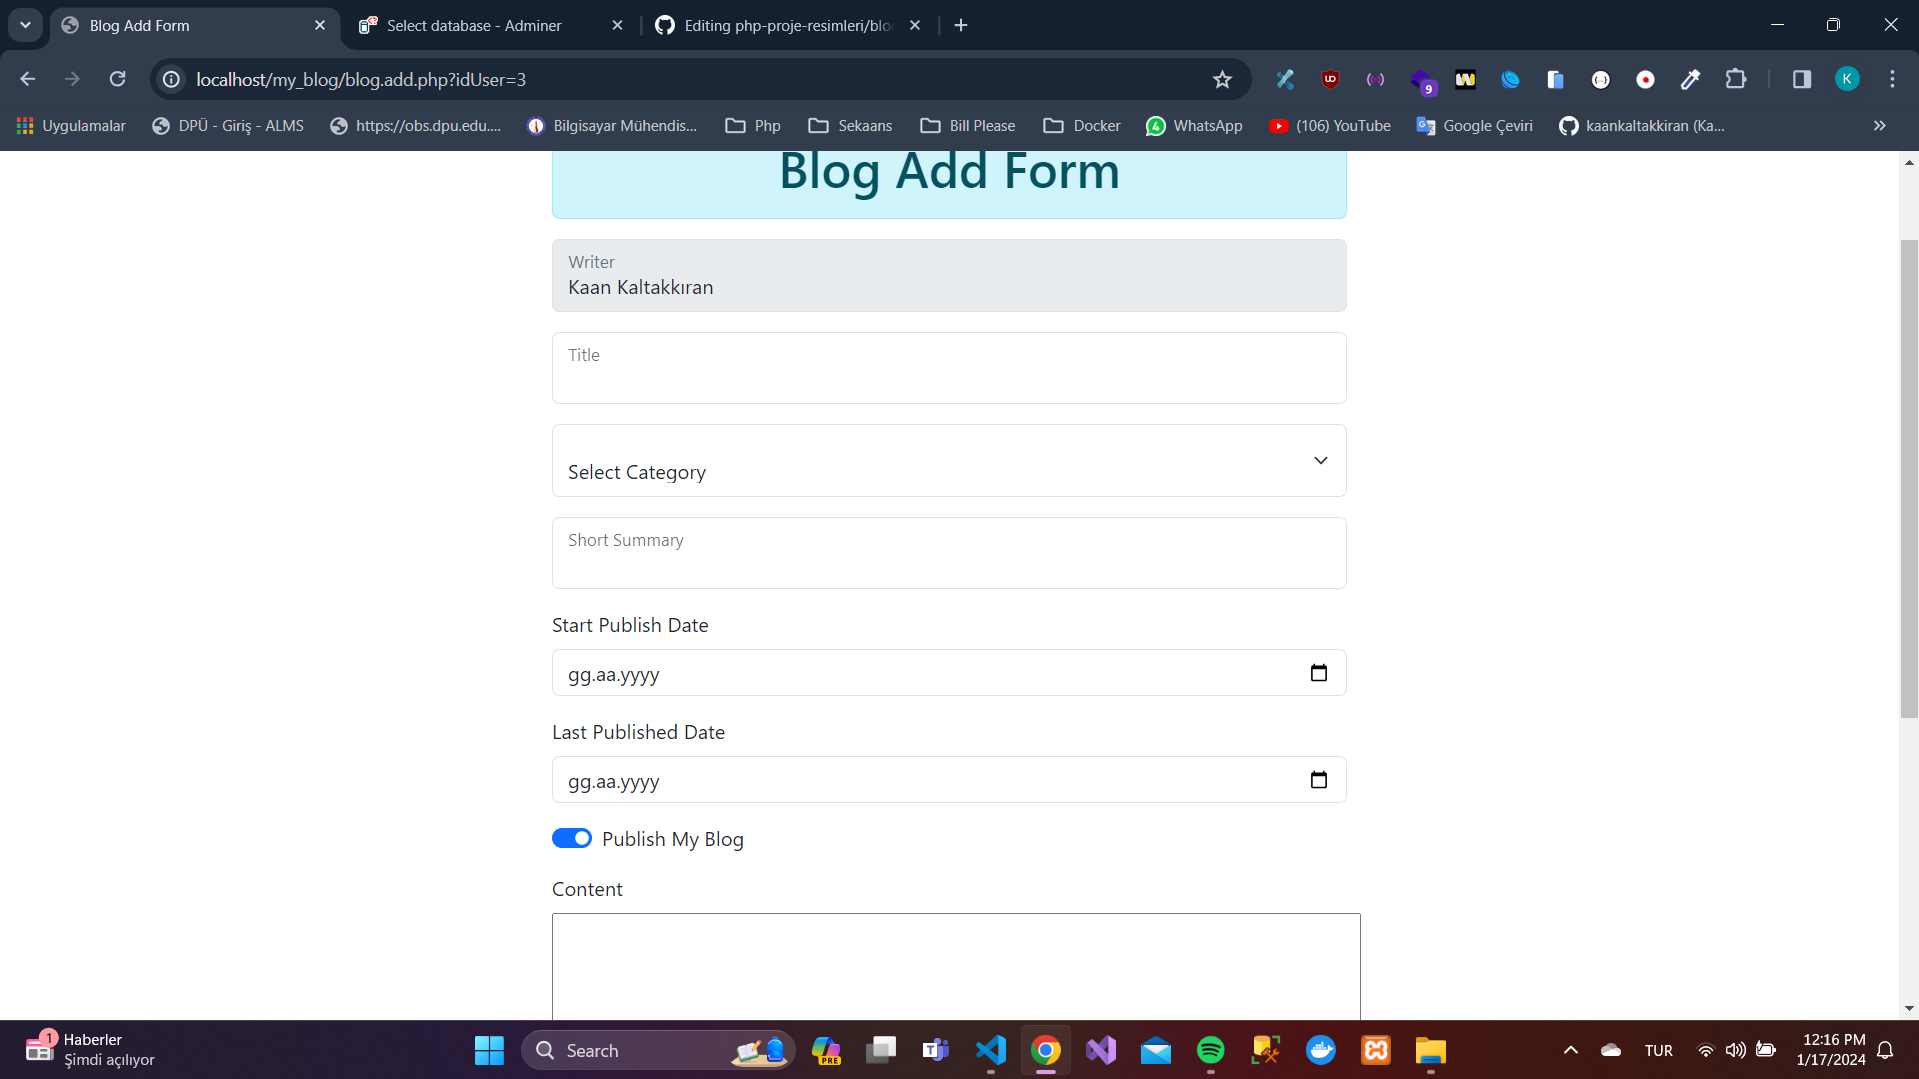 Blog Add Form
Select database - Adminer
Editing php-proje-resimleri/blo
localhost/my_blog/blog.add.php?idUser=3
9
K
Uygulamalar
DPÜ - Giriş - ALMS
https://obs.dpu.edu....
Bilgisayar Mühendis...
Php
Sekaans
Bill Please
Docker
4
WhatsApp
(106) YouTube
Google Çeviri
kaankaltakkiran (Ka...
Blog Add Form
Writer
Kaan Kaltakkıran
Title
Select Category
Short Summary
Start Publish Date
gg.aa.yyyy
Last Published Date
gg.aa.yyyy
Publish My Blog
Content
1
Haberler
Şimdi açılıyor
Search
PRE
TUR
12:16 PM
1/17/2024